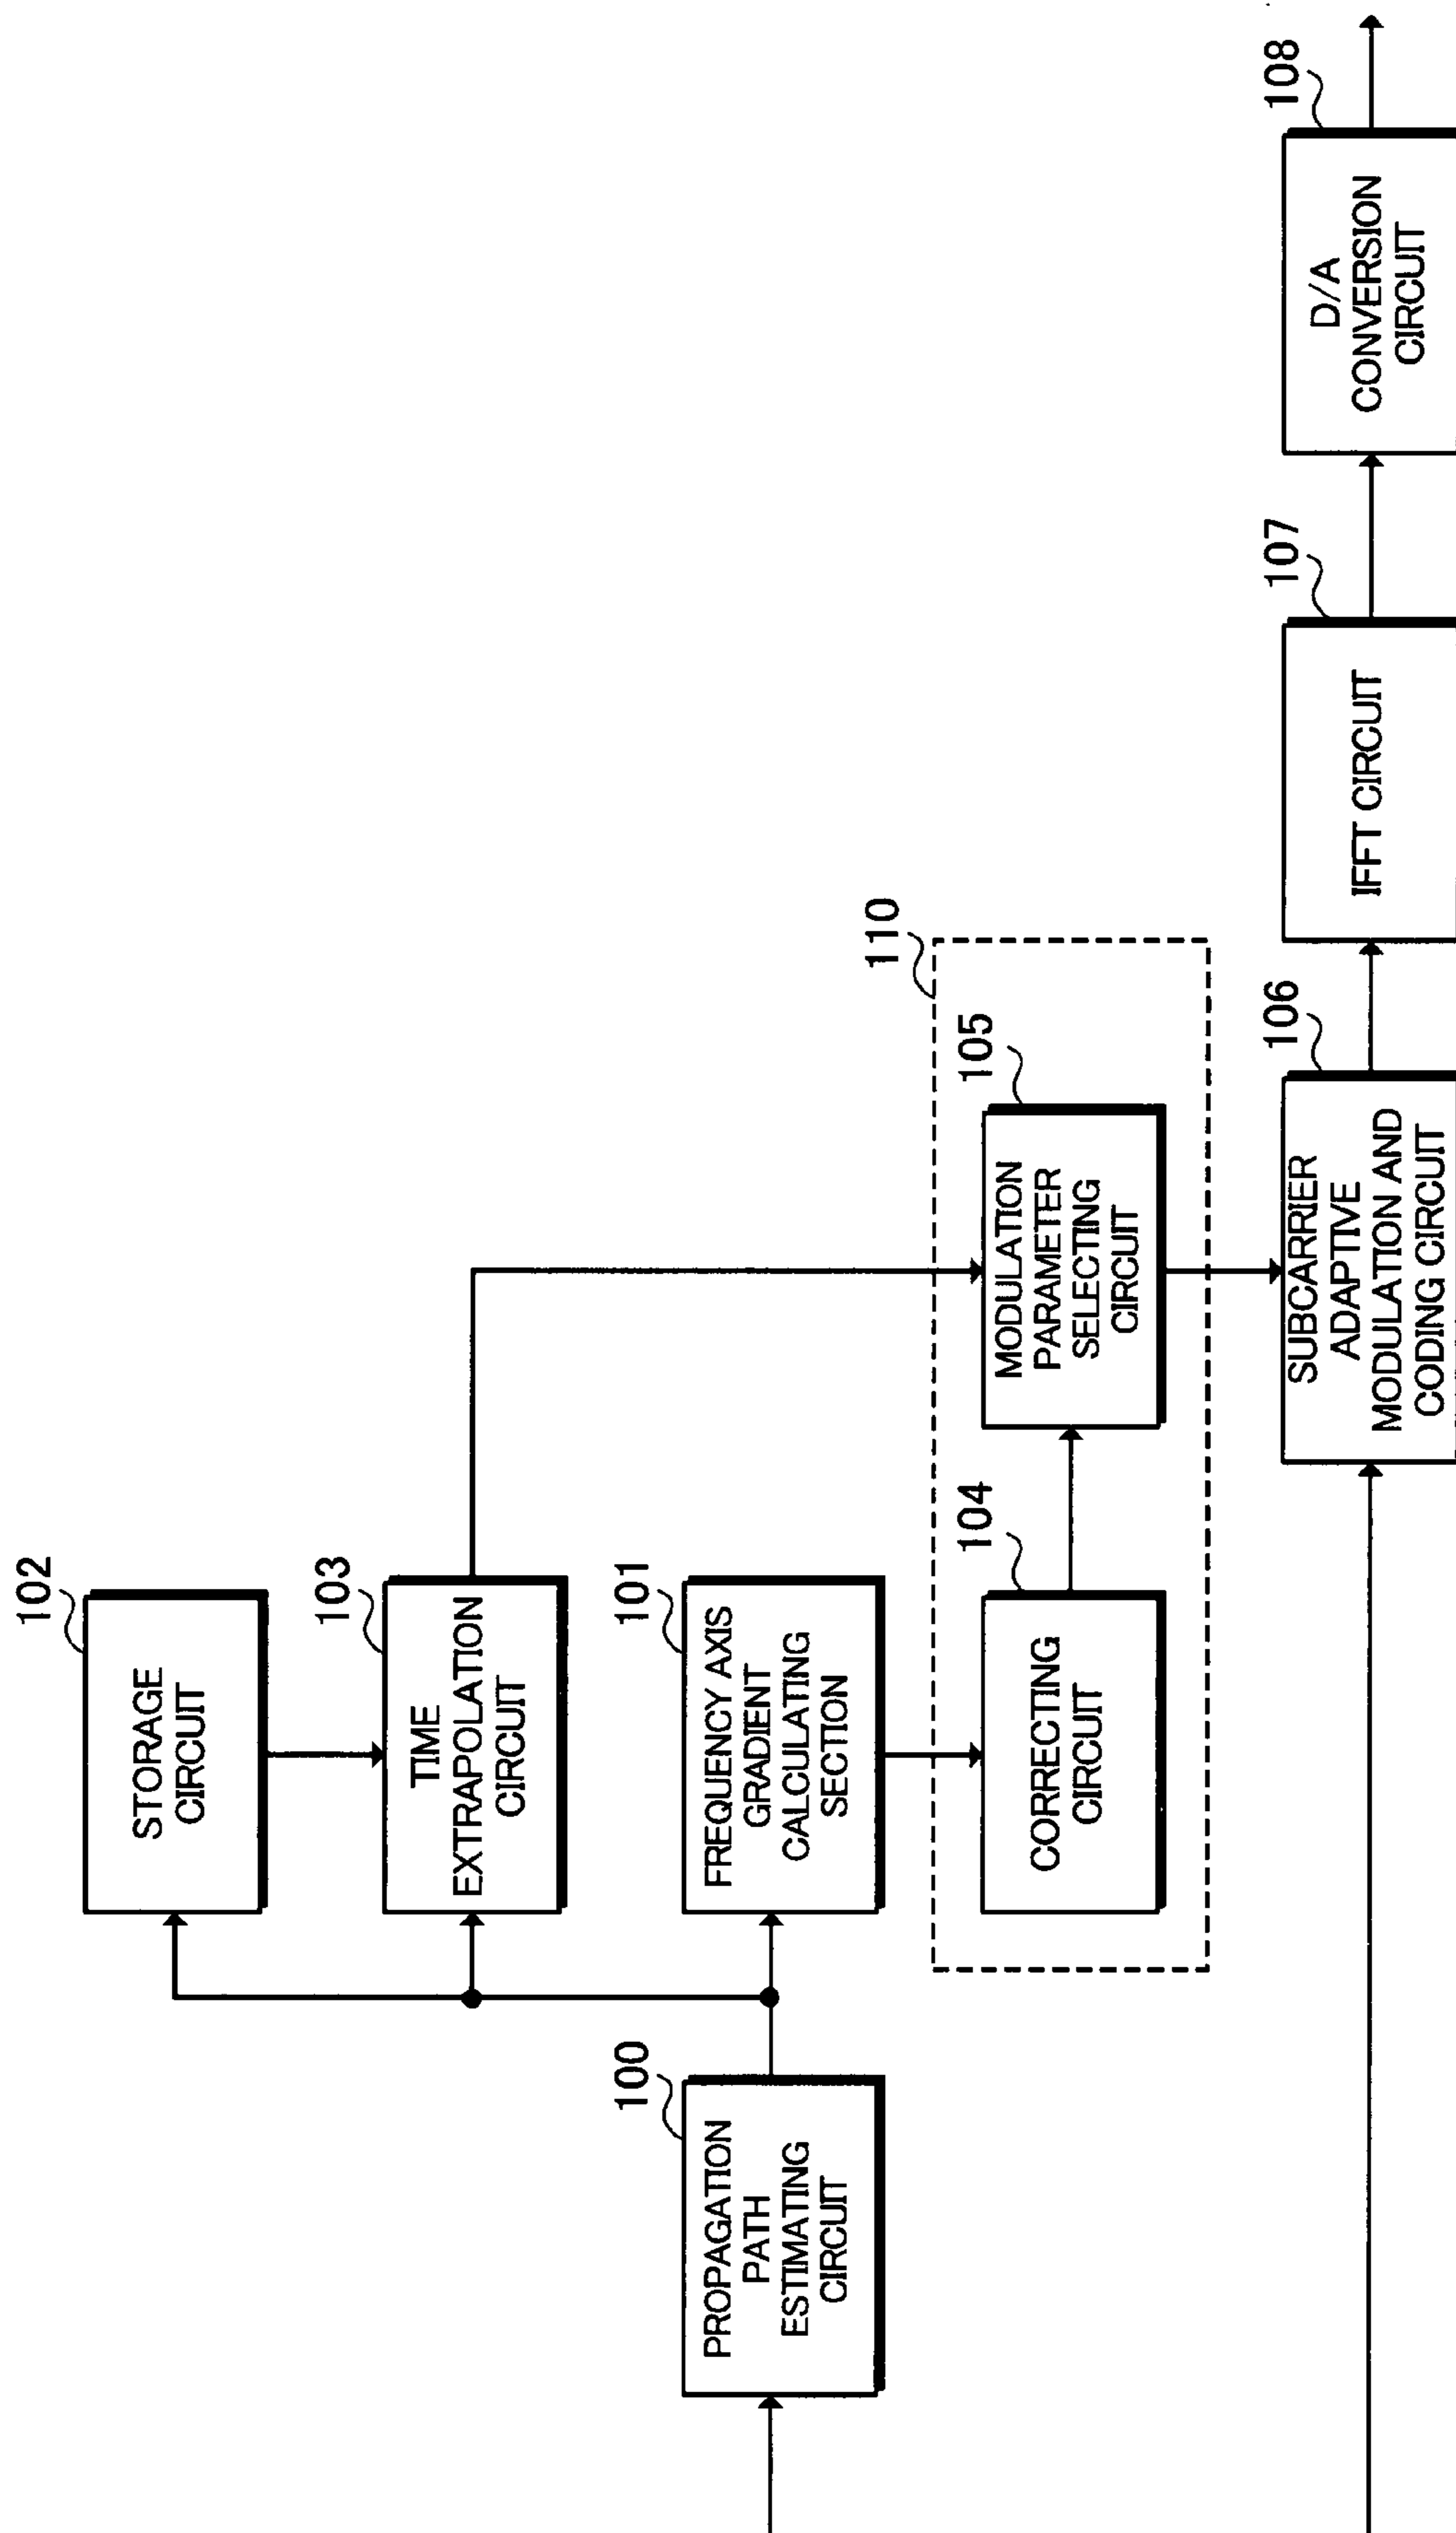 102
STORAGE
CIRCUIT
103
TIME
EXTRAPOLATION
CIRCUIT
100
PROPAGATION
PATH
ESTIMATING
CIRCUIT
101
FREQUENCY AXIS
GRADIENT
CALCULATING
SECTION
110
104
CORRECTING
CIRCUIT
105
MODULATION
PARAMETER
SELECTING
CIRCUIT
106
SUBCARRIER
ADAPTIVE
MODULATION AND
CODING CIRCUIT
107
IFFT CIRCUIT
108
D/A
CONVERSION
CIRCUIT